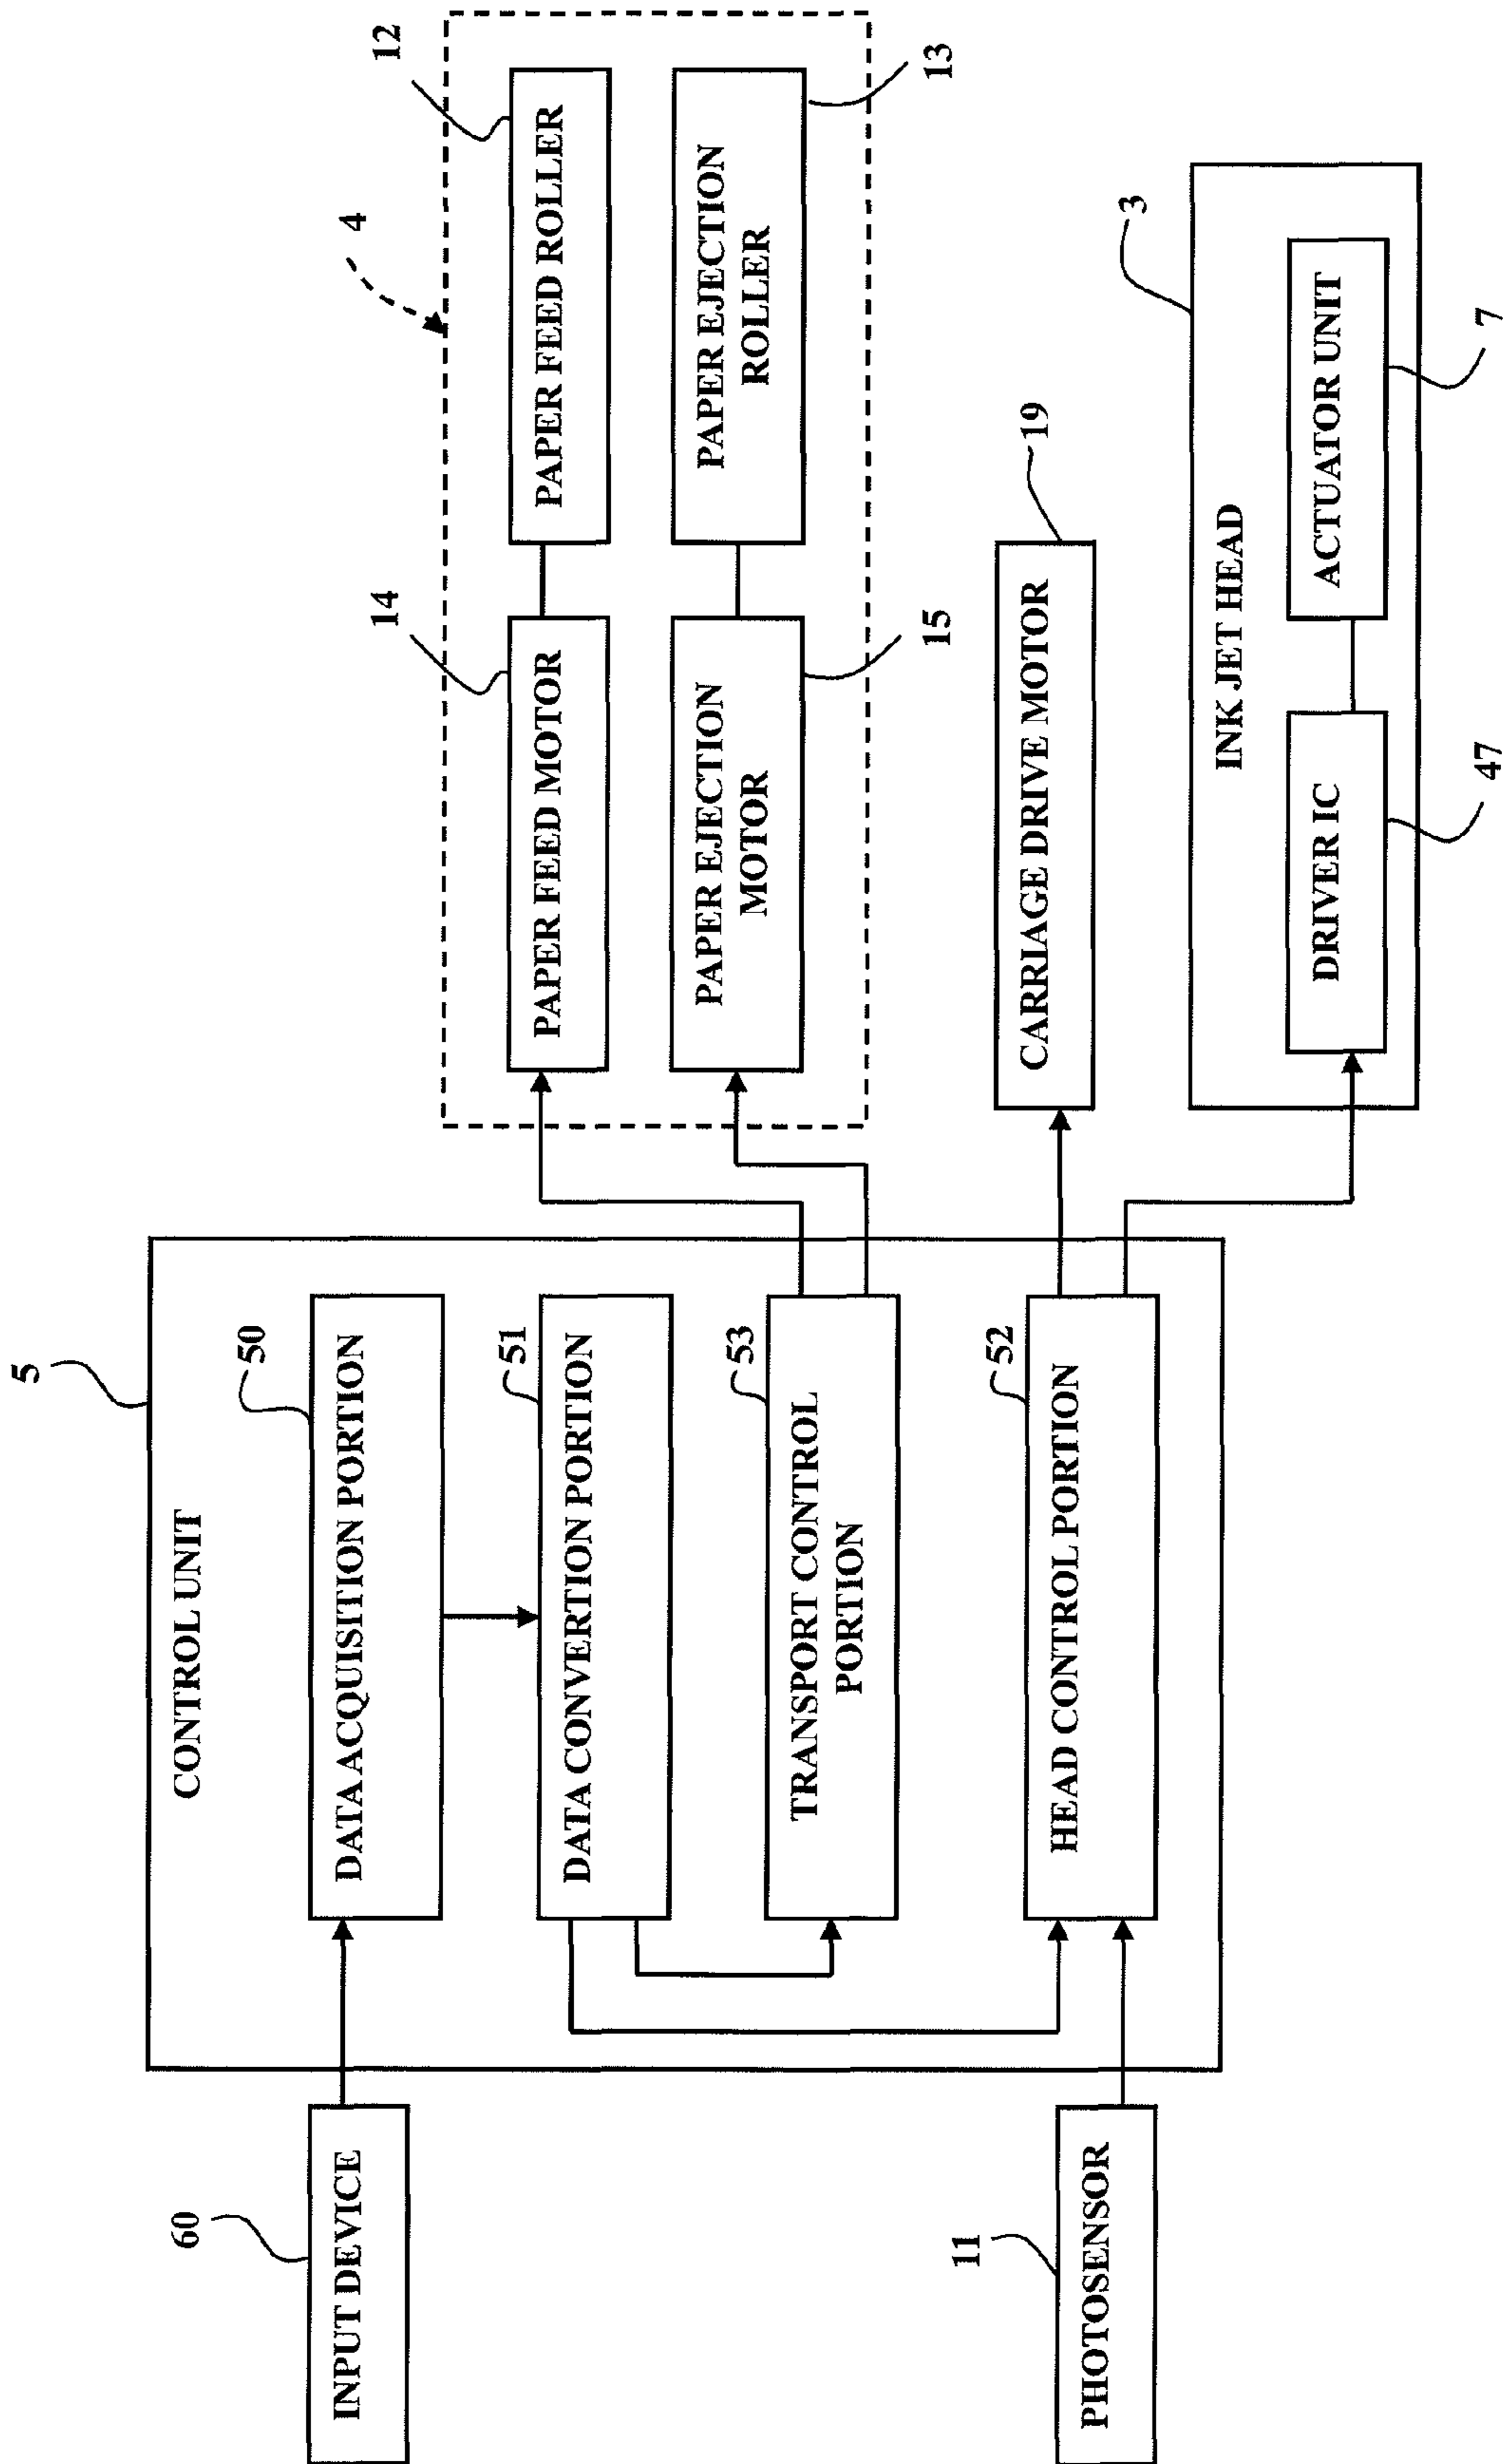 60
INPUT DEVICE
11
PHOTOSENSOR
5
CONTROL UNIT
50
DATA ACQUISITION PORTION
51
DATA CONVERTION PORTION
53
TRANSPORT CONTROL
PORTION
52
HEAD CONTROL PORTION
4
14
PAPER FEED MOTOR
12
PAPER FEED ROLLER
PAPER EJECTION
MOTOR
15
PAPER EJECTION
ROLLER
13
CARRIAGE DRIVE MOTOR
19
3
INK JET HEAD
DRIVER IC
47
ACTUATOR UNIT
7